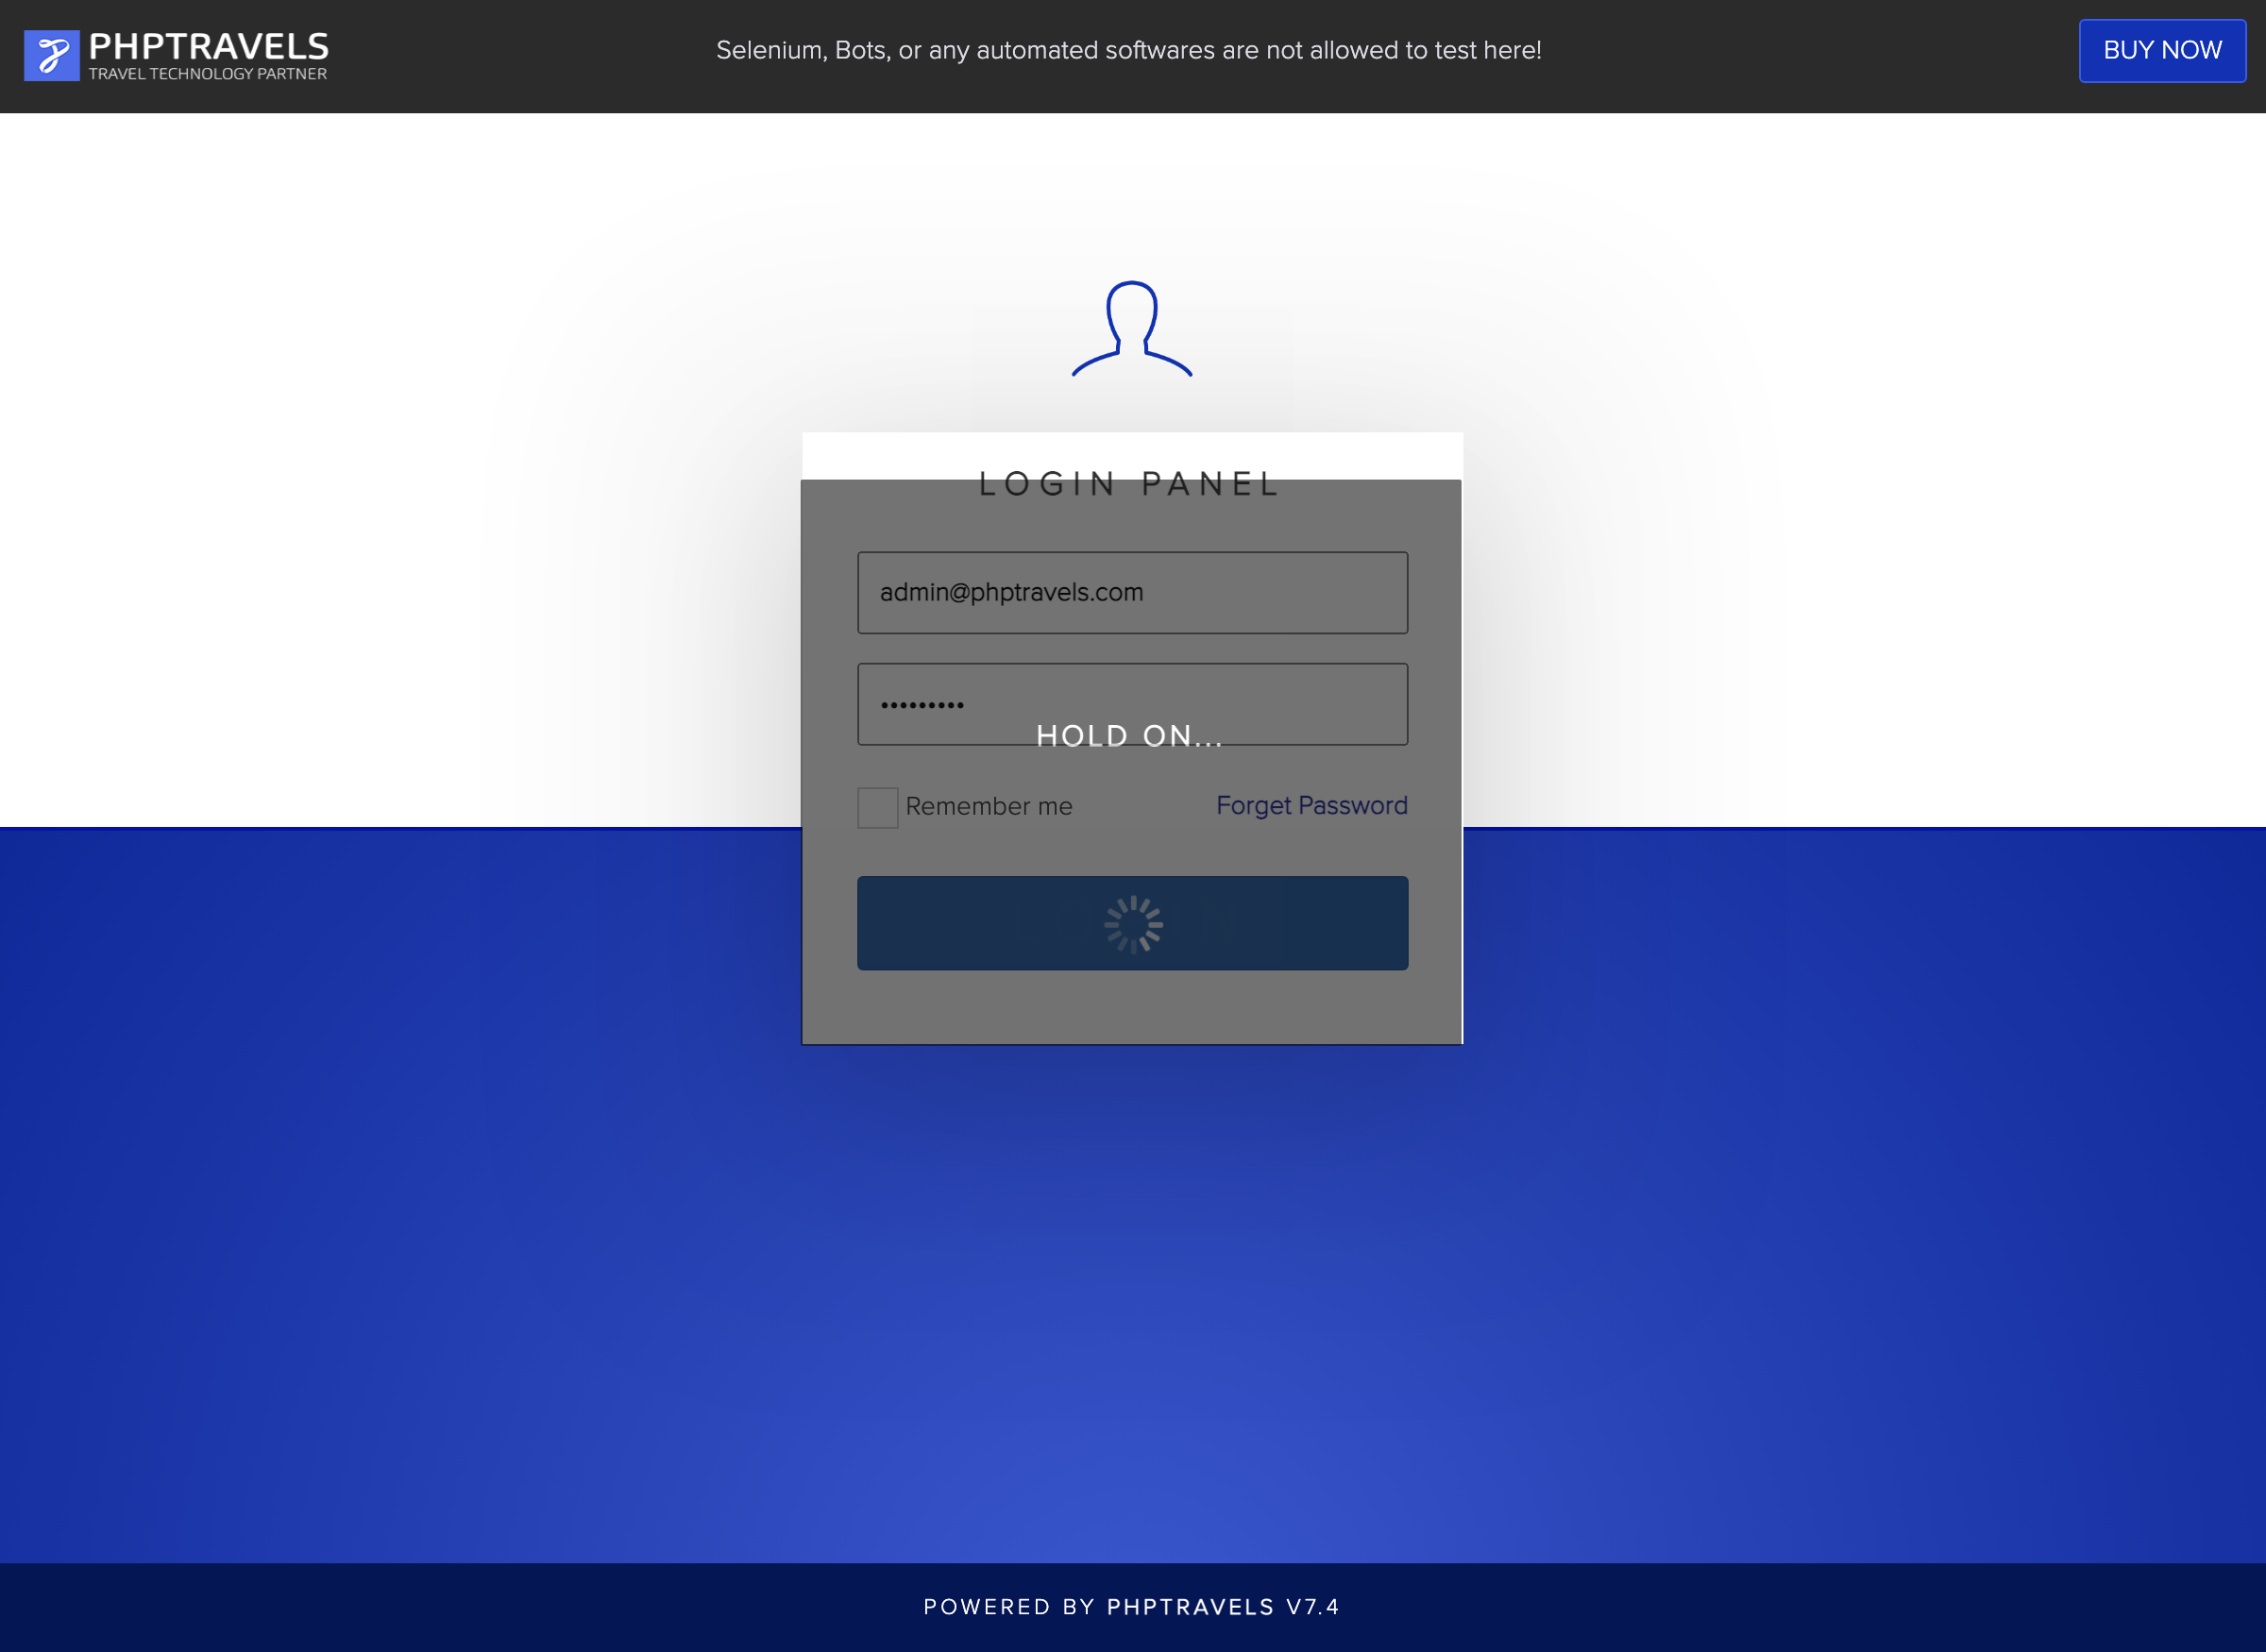 PHPTRAVELS
TRAVEL TECHNOLOGY PARTNER
Selenium, Bots, or any automated softwares are not allowed to test here!
BUY NOW
LOGIN PANEL
admin@phptravels.com
•••••••••
HOLD ON...
Remember me
Forget Password
POWERED BY PHPTRAVELS V7.4